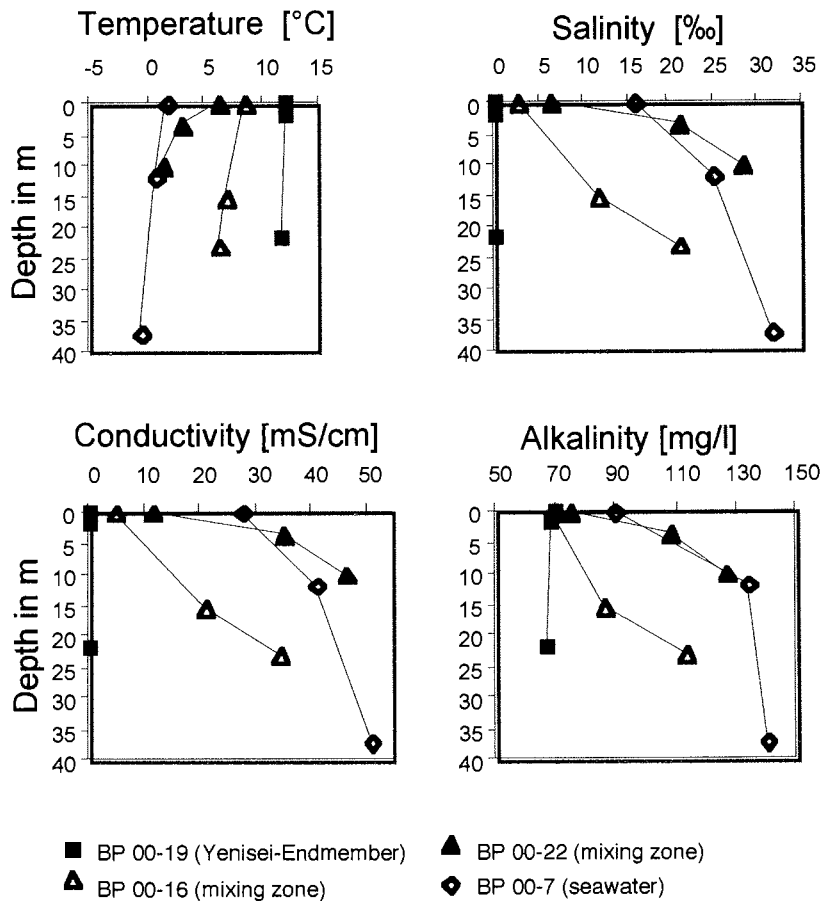 Temperature [°C]
-5 0 5 10 15
Depth in m
0
5
10
15
20
25
30
35
40
Salinity [‰]
0 5 10 15 20 25 30 35
0
5
10
15
20
25
30
35
40
Conductivity [mS/cm]
0 10 20 30 40 50
Depth in m
0
5
10
15
20
25
30
35
40
Alkalinity [mg/l]
50 70 90 110 130 150
0
5
10
15
20
25
30
35
40
BP 00-19 (Yenisei-Endmember)
BP 00-22 (mixing zone)
BP 00-16 (mixing zone)
BP 00-7 (seawater)